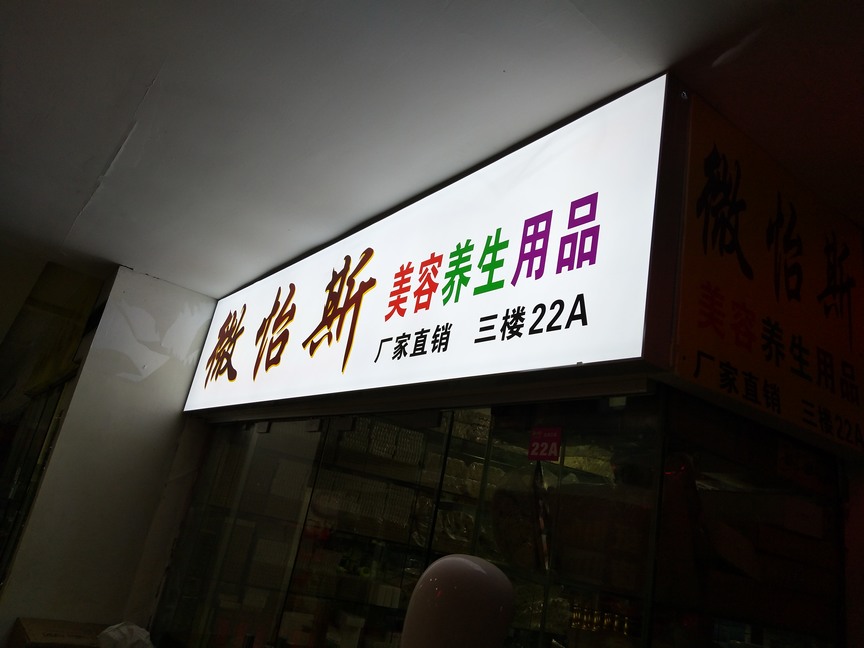 微怡斯
美容养生用品
厂家直销 三楼22A
22A
微怡斯
美容养生用品
厂家直销 三楼22